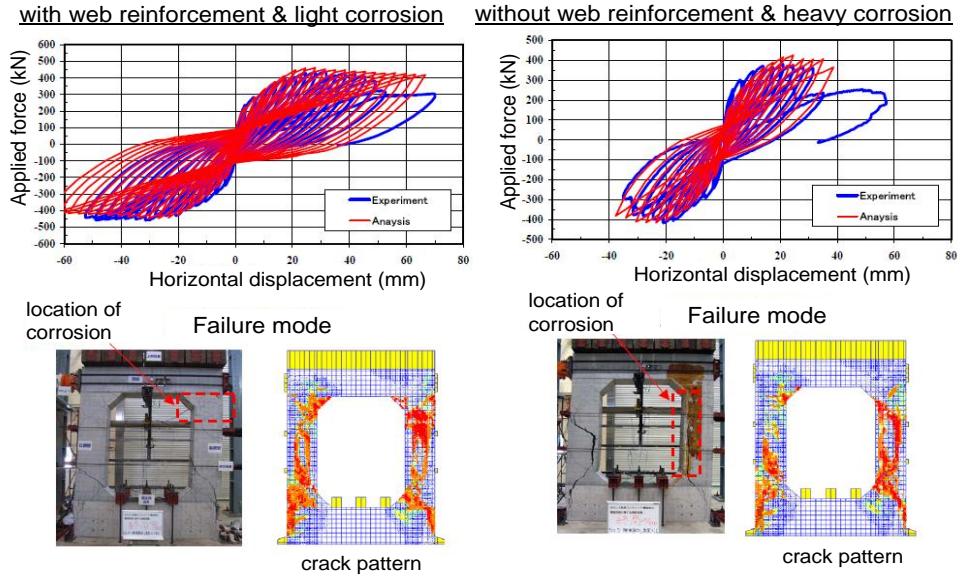 with web reinforcement & light corrosion
Applied force (kN)
600
500
400
300
200
100
0
-100
-200
-300
-400
-500
-600
Experiment
Anaysis
-60
-40
-20
0
20
40
60
80
Horizontal displacement (mm)
location of
corrosion
Failure mode
crack pattern
without web reinforcement & heavy corrosion
Applied force (kN)
500
400
300
200
100
0
-100
-200
-300
-400
-500
Experiment
Anaysis
-60
-40
-20
0
20
40
60
80
Horizontal displacement (mm)
location of
corrosion
Failure mode
crack pattern